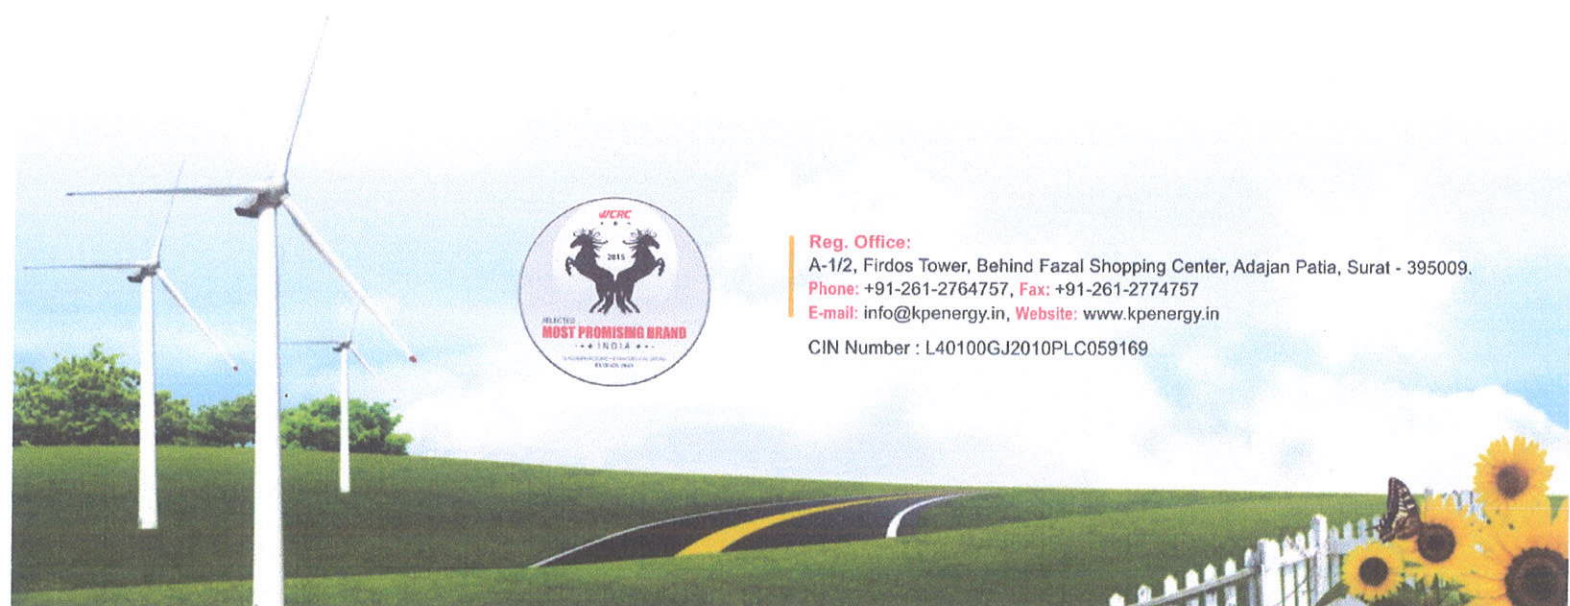 WCRC
2015
SELECTED
MOST PROMISING BRAND
INDIA
Reg. Office:
A-1/2, Firdos Tower, Behind Fazal Shopping Center, Adajan Patia, Surat - 395009.
Phone: +91-261-2764757, Fax: +91-261-2774757
E-mail: info@kpenergy.in, Website: www.kpenergy.in
CIN Number : L40100GJ2010PLC059169